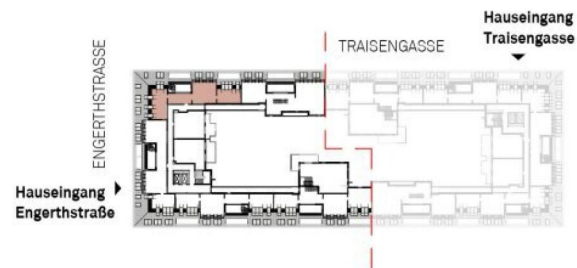 Hauseingang
Traisengasse
TRAISENGASSE
ENGERTHSTRASSE
Hauseingang
Engerthstraße